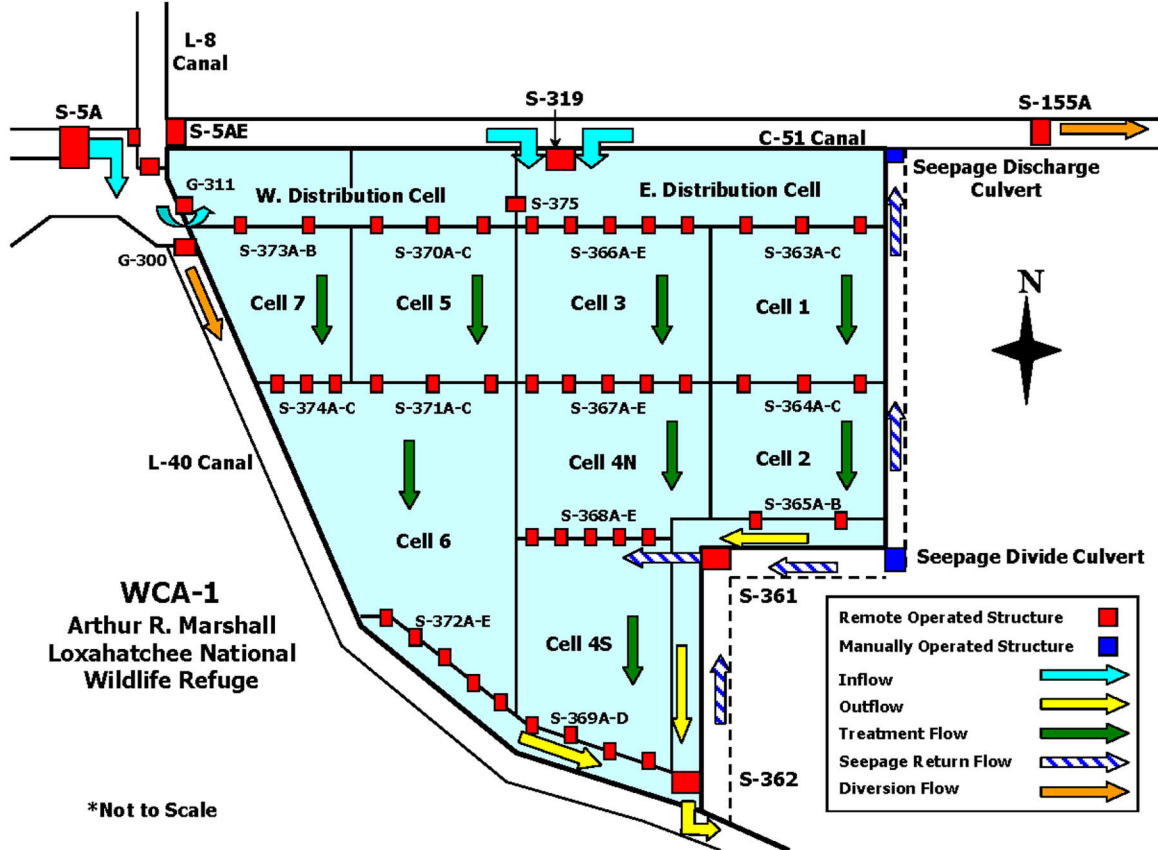 L-8
Canal
S-5A
S-319
S-155A
S-5AE
C-51 Canal
Seepage Discharge
Culvert
G-311
W. Distribution Cell
S-375
E. Distribution Cell
G-300
S-373A-B
S-370A-C
S-366A-E
S-363A-C
N
Cell 7
Cell 5
Cell 3
Cell 1
S-374A-C
S-371A-C
S-367A-E
S-364A-C
L-40 Canal
Cell 4N
Cell 2
S-365A-B
S-368A-E
Cell 6
Seepage Divide Culvert
WCA-1
Arthur R. Marshall
Loxahatchee National
Wildlife Refuge
S-361
S-372A-E
Cell 4S
S-369A-D
S-362
Remote Operated Structure
Manually Operated Structure
Inflow
Outflow
Treatment Flow
Seepage Return Flow
Diversion Flow
*Not to Scale